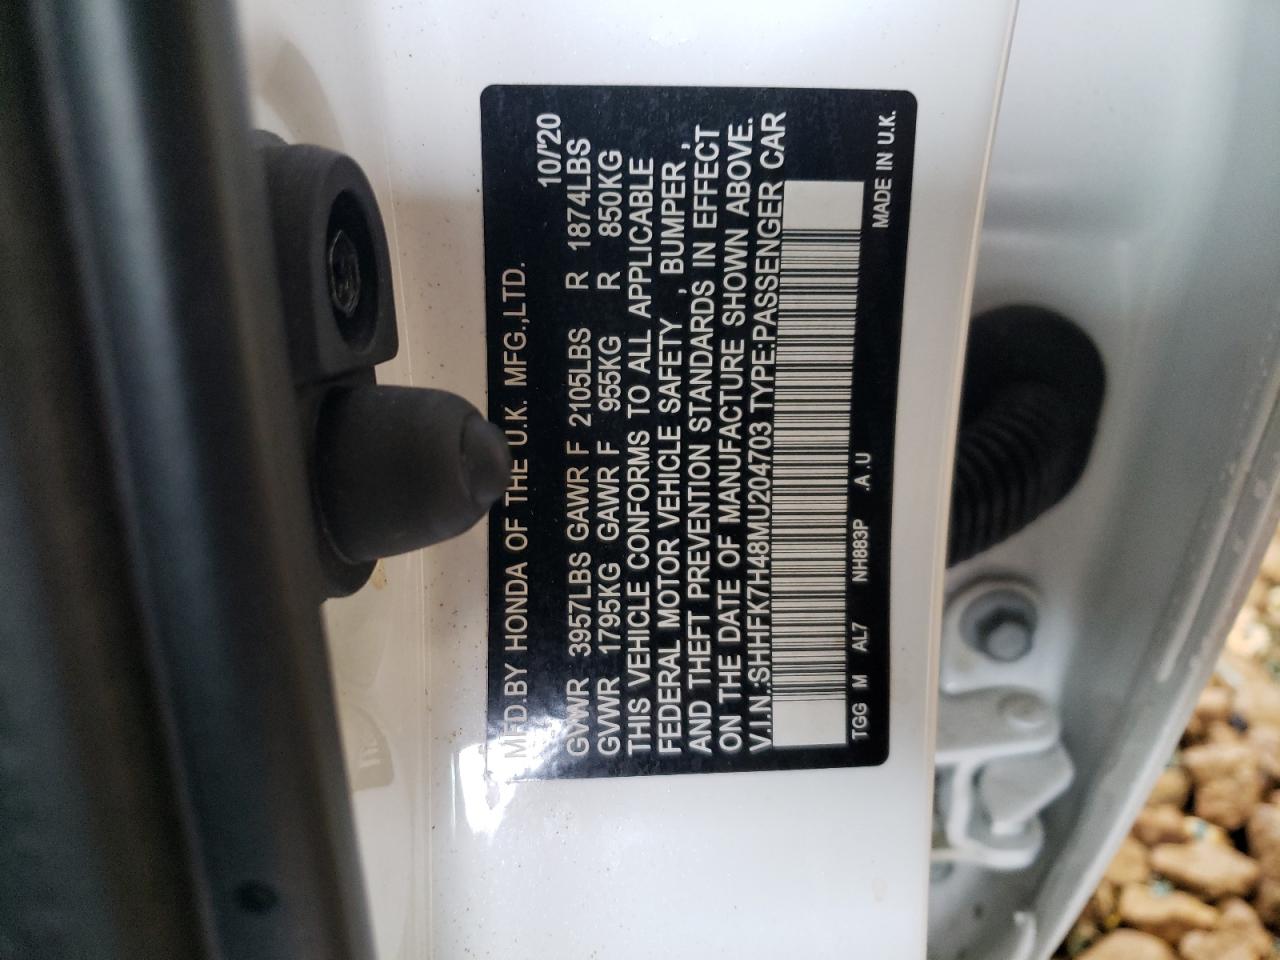 MFD.BY HONDA OF THE U.K. MFG.,LTD.
10/'20
GVWR 3957LBS GAWR F 2105LBS R 1874LBS
GVWR 1795KG GAWR F 955KG R 850KG
THIS VEHICLE CONFORMS TO ALL APPLICABLE
FEDERAL MOTOR VEHICLE SAFETY , BUMPER ,
AND THEFT PREVENTION STANDARDS IN EFFECT
ON THE DATE OF MANUFACTURE SHOWN ABOVE.
V.I.N.:SHHFK7H48MU204703 TYPE:PASSENGER CAR
TGG M AL7 NH883P .A.U MADE IN U.K.